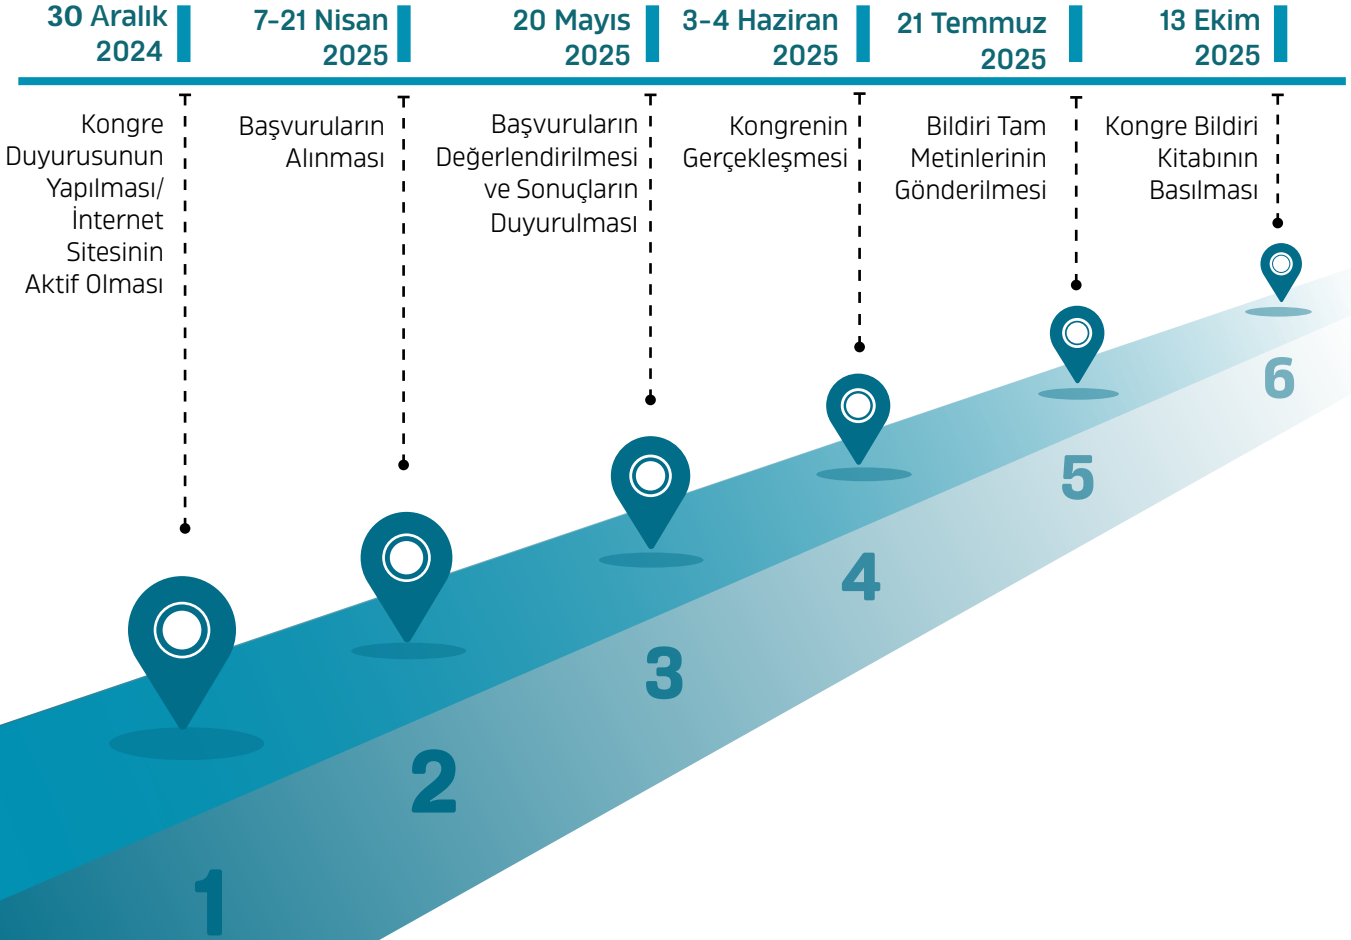 30 Aralık
2024
7-21 Nisan
2025
20 Mayıs
2025
3-4 Haziran
2025
21 Temmuz
2025
13 Ekim
2025
Kongre
Duyurusunun
Yapılması/
İnternet
Sitesinin
Aktif Olması
Başvuruların
Alınması
Başvuruların
Değerlendirilmesi
ve Sonuçların
Duyurulması
Kongrenin
Gerçekleşmesi
Bildiri Tam
Metinlerinin
Gönderilmesi
Kongre Bildiri
Kitabının
Basılması
1
2
3
4
5
6